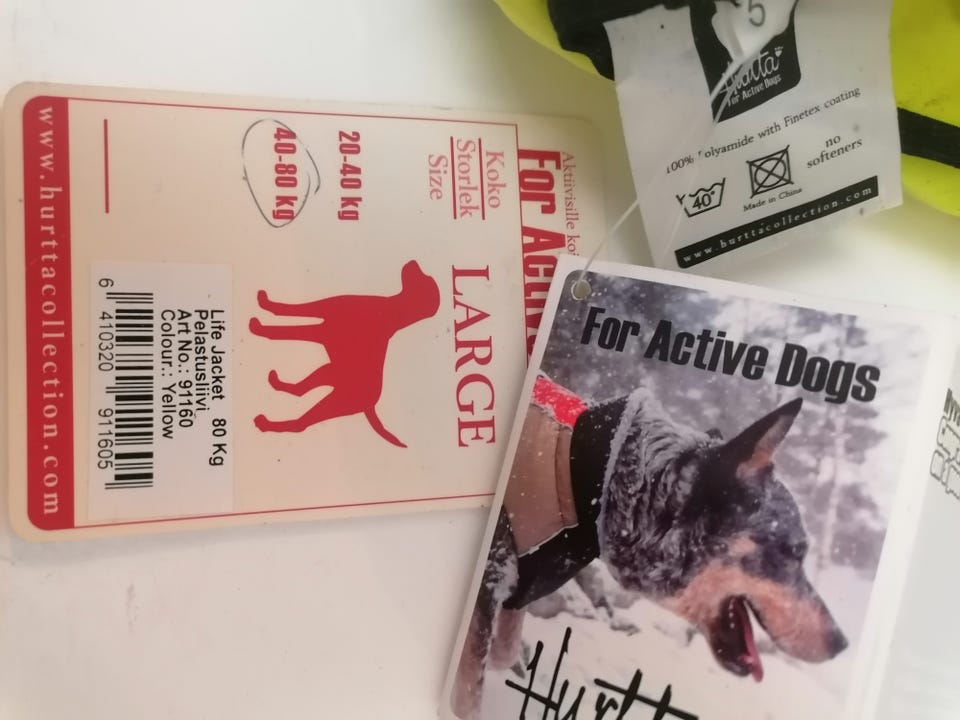 Aktiivisille
FOR
Koko
Storlek
Size
LARGE
20-40 kg
40-80 kg
Life Jacket 80 Kg
Pelastusliivi
Art No.: 91160
Colour.: Yellow
6 410320 911605
www.hurttacollection.com
5
Hurtta
For Active Dogs
100% Polyamide with Finetex coating
40°
no
softeners
Made in China
www.hurttacollection.com
For Active Dogs
Hurtta